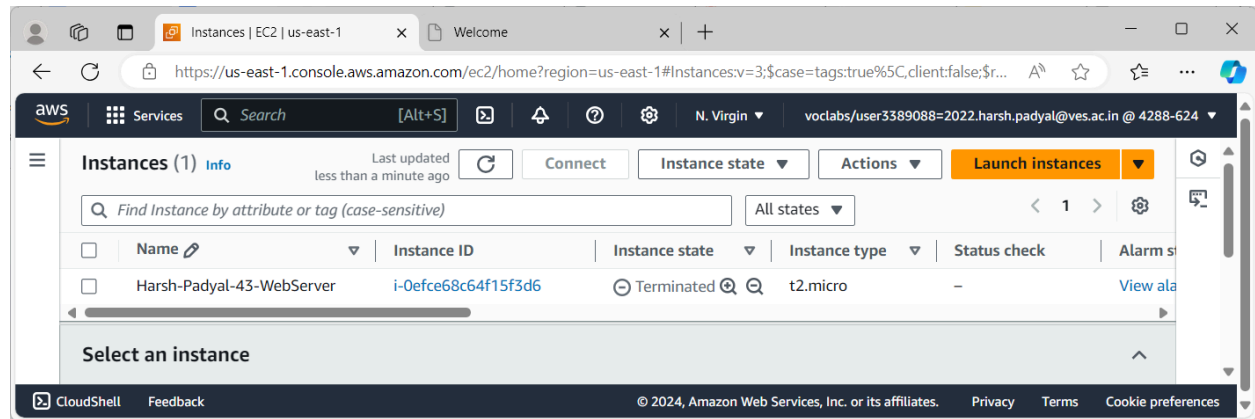 Instances | EC2 | us-east-1
Welcome
https://us-east-1.console.aws.amazon.com/ec2/home?region=us-east-1#Instances:v=3;$case=tags:true%5C,client:false;$r...
aws Services Search [Alt+S] N. Virgin voclabs/user3389088=2022.harsh.padyal@ves.ac.in @ 4288-624
Instances (1) Info Last updated less than a minute ago Connect Instance state Actions Launch instances
Find Instance by attribute or tag (case-sensitive) All states 1
Name Instance ID Instance state Instance type Status check Alarm s
Harsh-Padyal-43-WebServer i-0efce68c64f15f3d6 Terminated t2.micro – View ala
Select an instance
CloudShell Feedback © 2024, Amazon Web Services, Inc. or its affiliates. Privacy Terms Cookie preferences